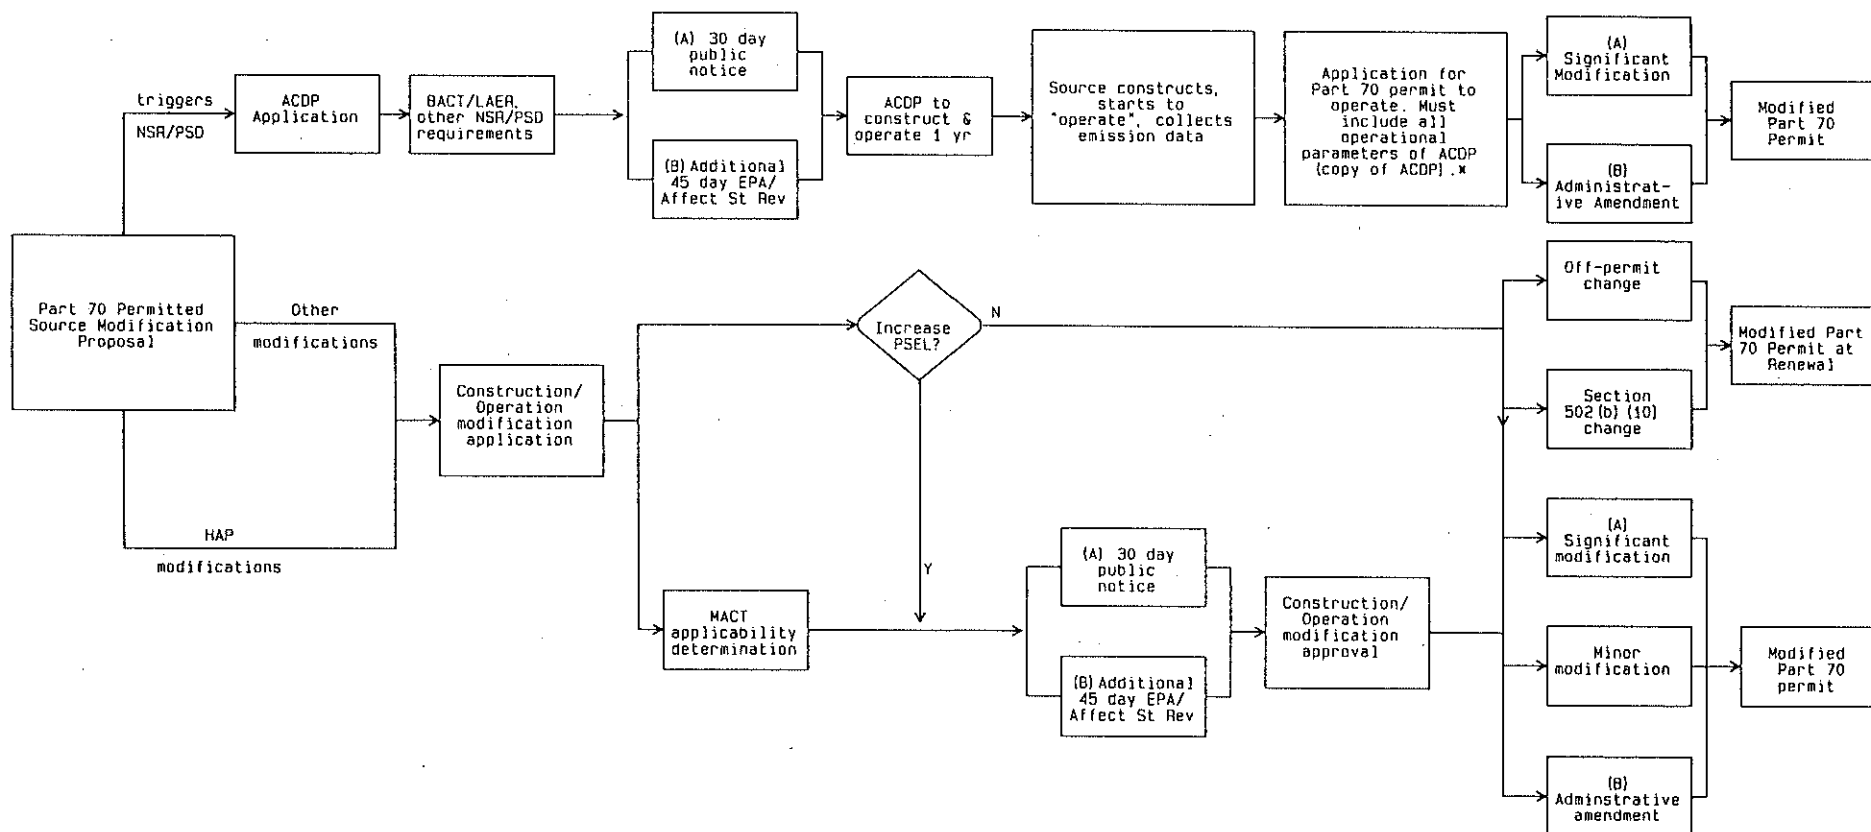 triggers
NSR/PSD
ACDP
Application
BACT/LAER,
other NSR/PSD
requirements
(A) 30 day
public
notice
(B) Additional
45 day EPA/
Affect St Rev
ACDP to
construct &
operate 1 yr
Source constructs,
starts to
"operate", collects
emission data
Application for
Part 70 permit to
operate. Must
include all
operational
parameters of ACDP
(copy of ACDP).*
(A)
Significant
Modification
(B)
Administrat-
ive Amendment
Modified
Part 70
Permit
Part 70 Permitted
Source Modification
Proposal
Other
modifications
HAP
modifications
Construction/
Operation
modification
application
Increase
PSEL?
N
Y
MACT
applicability
determination
(A) 30 day
public
notice
(B) Additional
45 day EPA/
Affect St Rev
Construction/
Operation
modification
approval
Off-permit
change
Section
502(b)(10)
change
Modified Part
70 Permit at
Renewal
(A)
Significant
modification
Minor
modification
(B)
Adminstrative
amendment
Modified
Part 70
permit